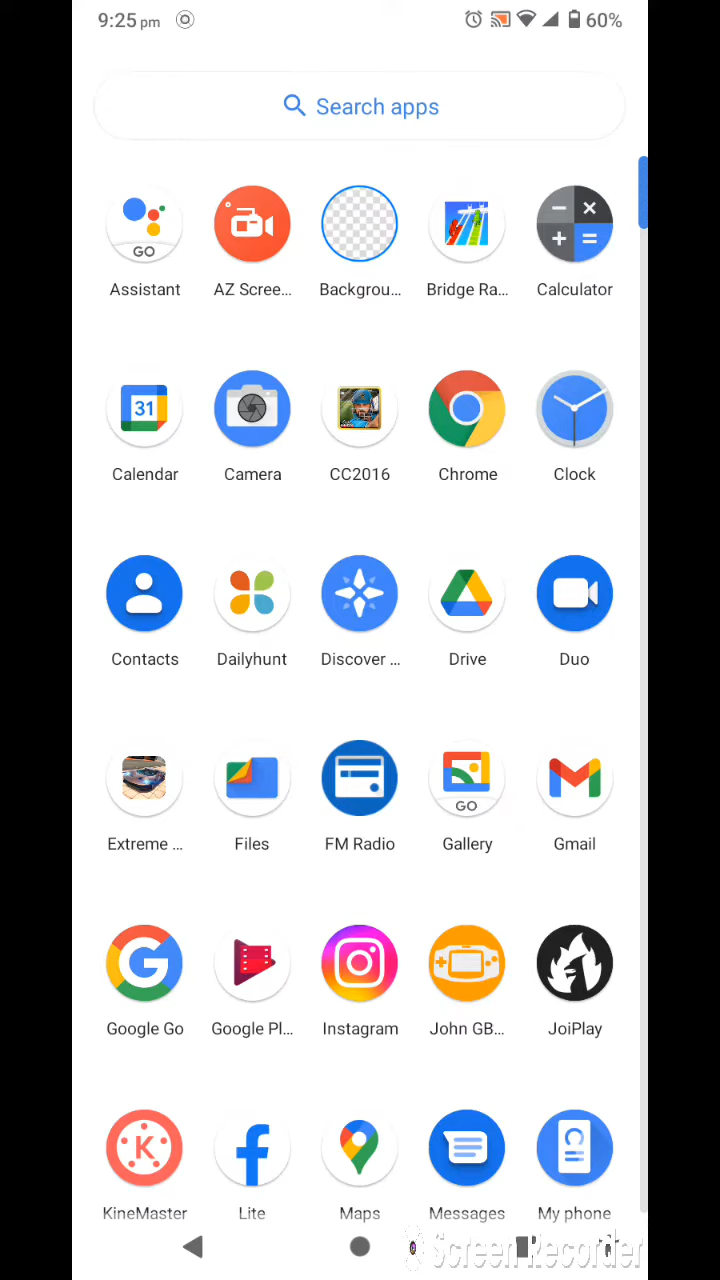 9:25 pm 60%
Search apps
GO
Assistant AZ Scree... Backgrou... Bridge Ra... Calculator
31
Calendar Camera CC2016 Chrome Clock
Contacts Dailyhunt Discover ... Drive Duo
GO
Extreme ... Files FM Radio Gallery Gmail
Google Go Google Pl... Instagram John GB... JoiPlay
K
KineMaster Lite Maps Messages My phone
Screen Recorder